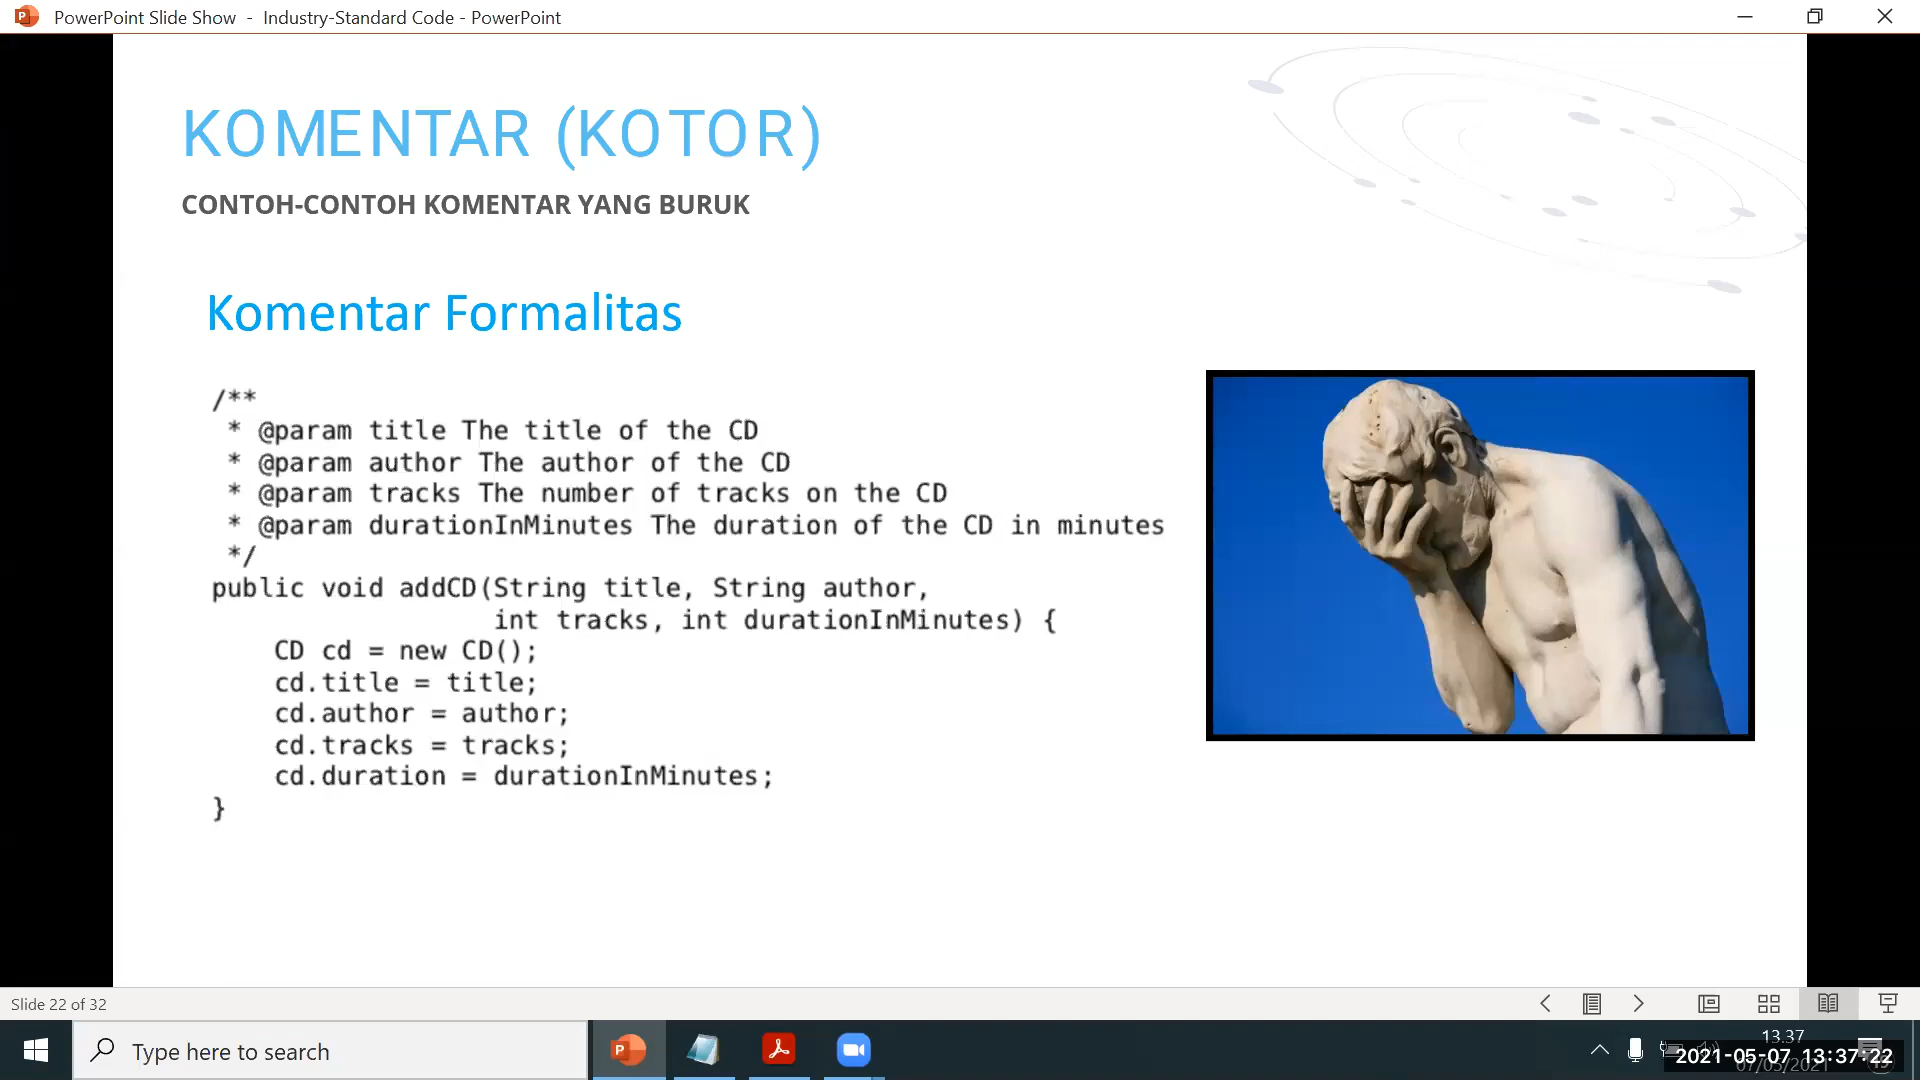 PowerPoint Slide Show - Industry-Standard Code - PowerPoint
KOMENTAR (KOTOR)
CONTOH-CONTOH KOMENTAR YANG BURUK
Komentar Formalitas
/**
 * @param title The title of the CD
 * @param author The author of the CD
 * @param tracks The number of tracks on the CD
 * @param durationInMinutes The duration of the CD in minutes
 */
public void addCD(String title, String author,
                  int tracks, int durationInMinutes) {
    CD cd = new CD();
    cd.title = title;
    cd.author = author;
    cd.tracks = tracks;
    cd.duration = durationInMinutes;
}
Slide 22 of 32
Type here to search
13.37
2021-05-07 13:37:22